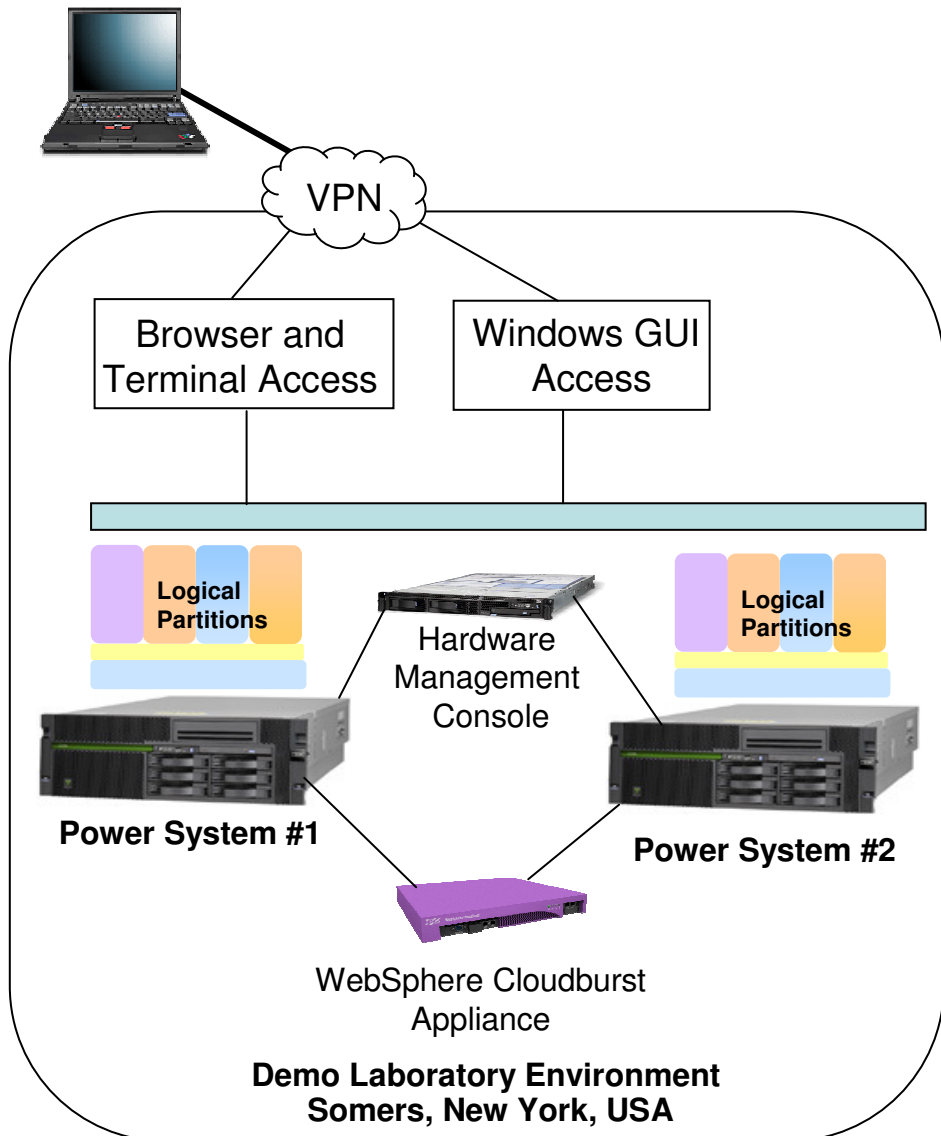 VPN
Browser and
Terminal Access
Windows GUI
Access
Logical
Partitions
Hardware
Management
Console
Logical
Partitions
Power System #1
Power System #2
WebSphere Cloudburst
Appliance
Demo Laboratory Environment
Somers, New York, USA